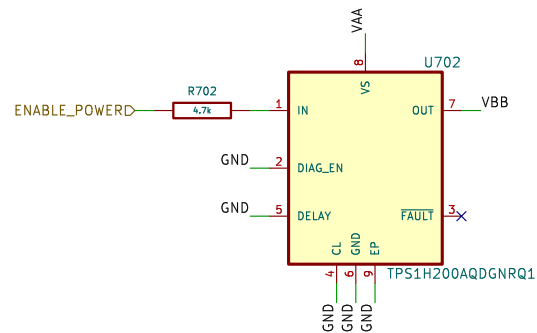 VAA
8
U702
VS
R702
4.7k
ENABLE_POWER
1
IN
OUT
7
VBB
GND
2
DIAG_EN
GND
5
DELAY
FAULT
3
CL
GND
EP
4
6
9
TPS1H200AQDGNRQ1
GND
GND
GND